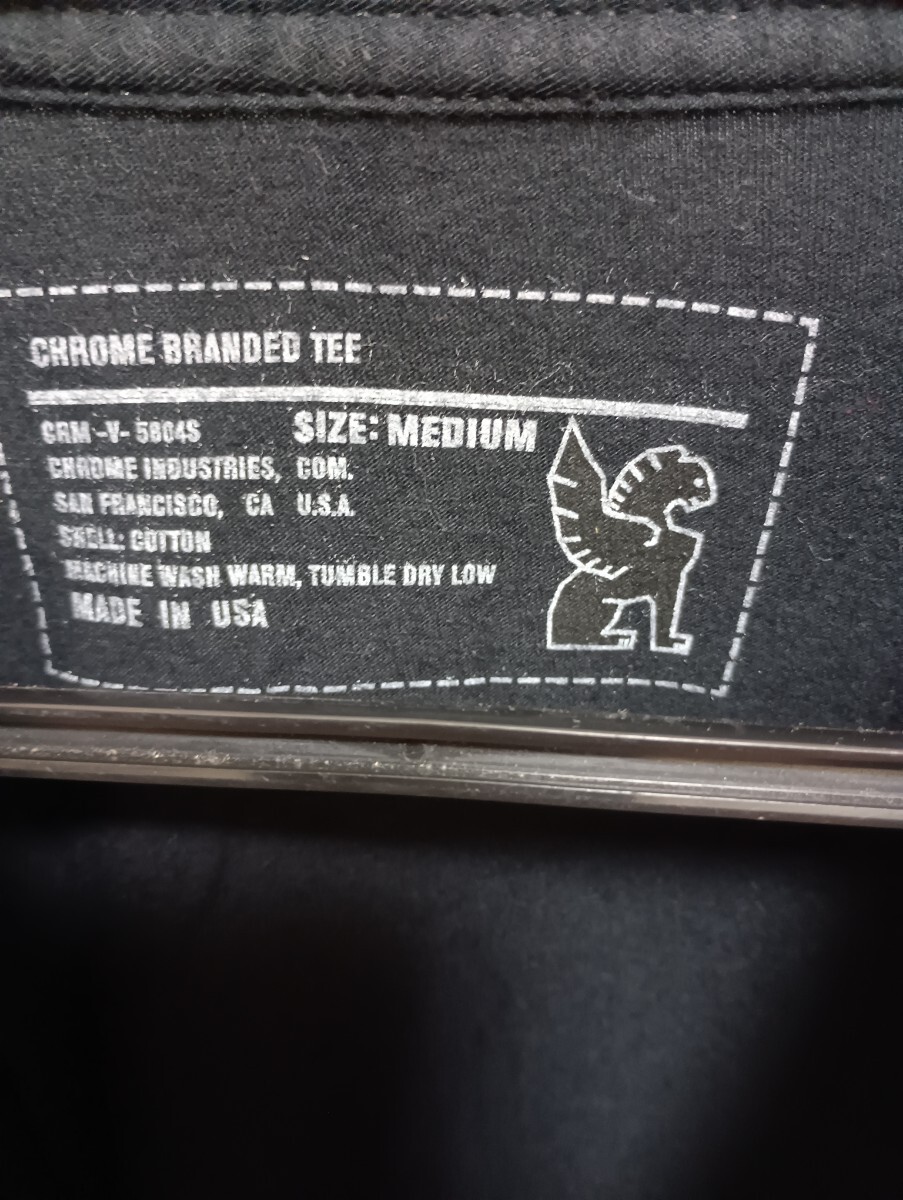 CHROME BRANDED TEE
CRM-V-5804S SIZE: MEDIUM
CHROME INDUSTRIES, COM.
SAN FRANCISCO, CA U.S.A.
SHELL: COTTON
MACHINE WASH WARM, TUMBLE DRY LOW
MADE IN USA